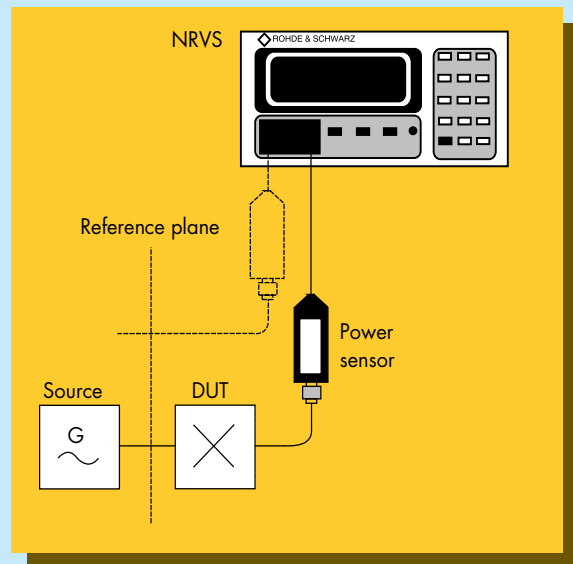 NRVS
ROHDE & SCHWARZ
Reference plane
Power
sensor
Source
DUT
G